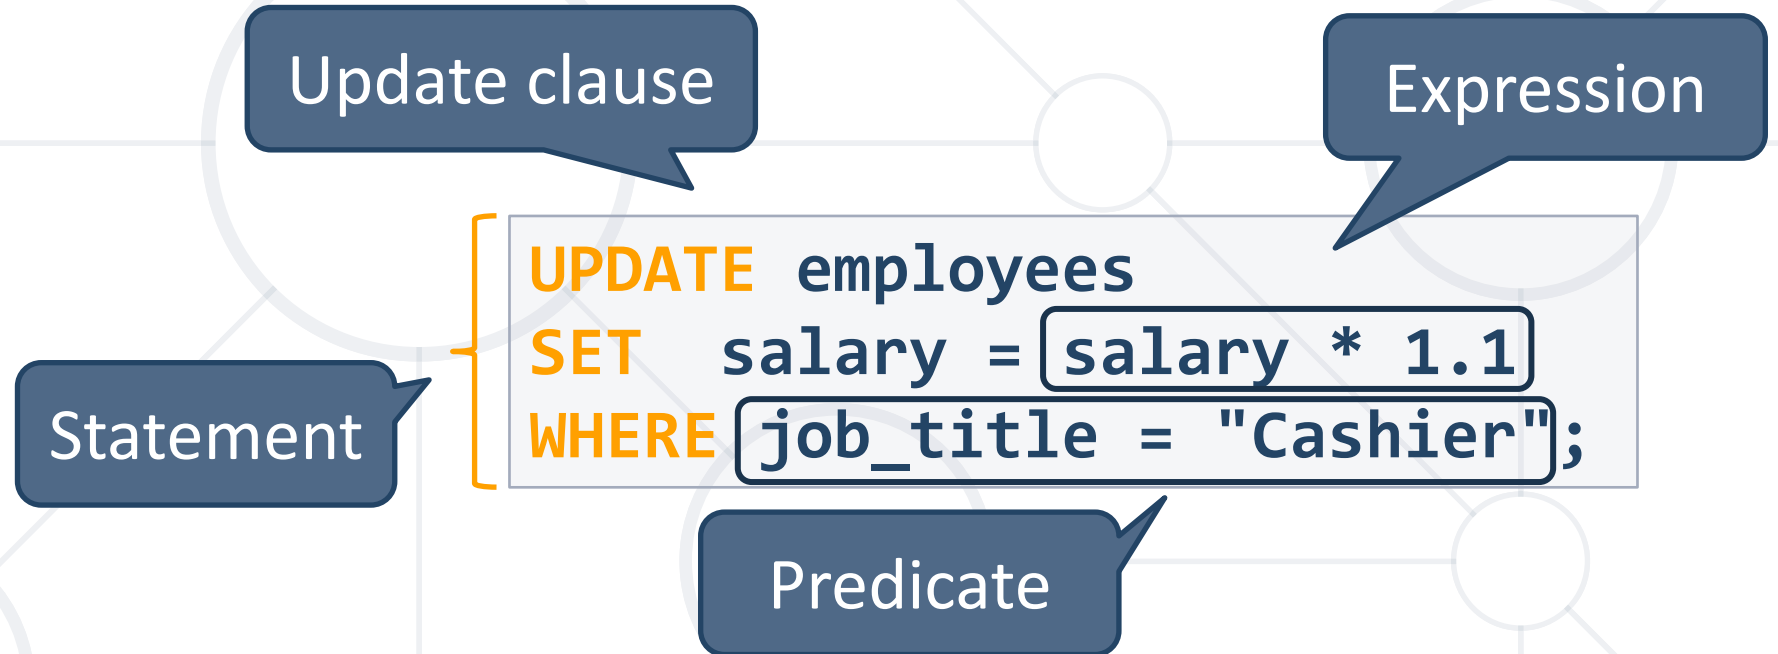 Update clause
Expression
UPDATE employees
SET salary = salary * 1.1
WHERE job_title = "Cashier";
Statement
Predicate